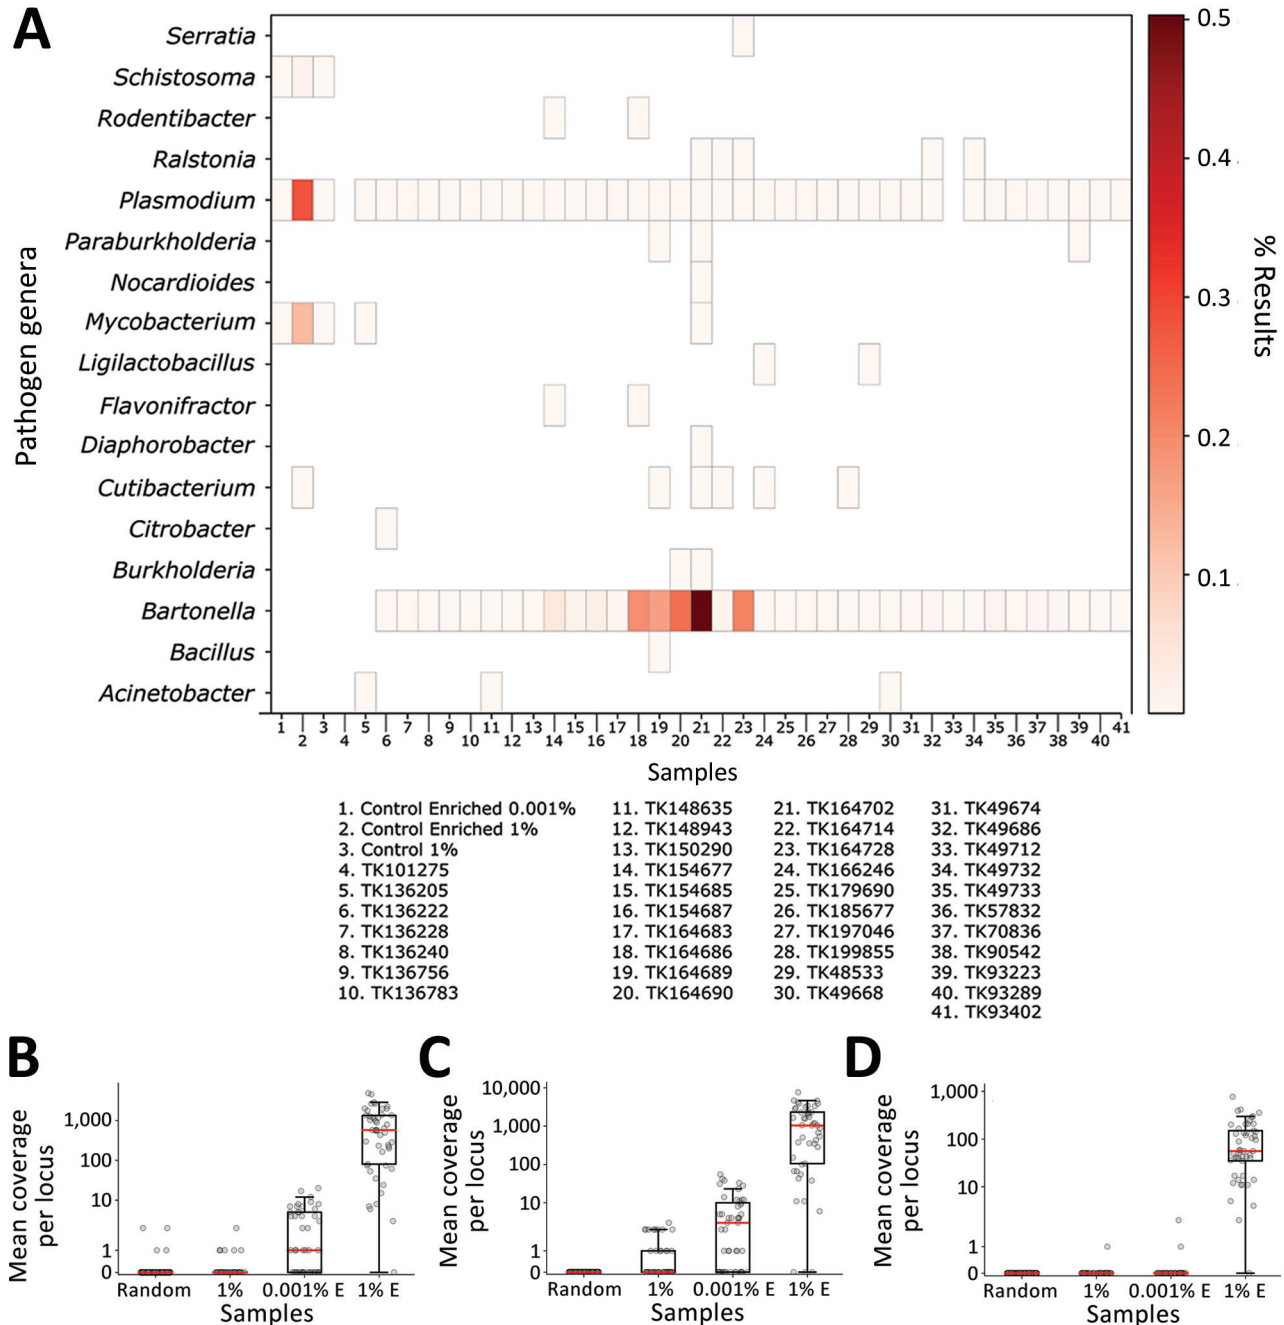 A
Pathogen genera
Serratia
Schistosoma
Rodentibacter
Ralstonia
Plasmodium
Paraburkholderia
Nocardioides
Mycobacterium
Ligilactobacillus
Flavonifractor
Diaphorobacter
Cutibacterium
Citrobacter
Burkholderia
Bartonella
Bacillus
Acinetobacter
0.5
0.4
0.3
0.2
0.1
% Results
1 3 5 7 9 11 13 15 17 19 21 23 25 27 29 31 33 35 37 39 41
2 4 6 8 10 12 14 16 18 20 22 24 26 28 30 32 34 36 38 40
Samples
1. Control Enriched 0.001%
2. Control Enriched 1%
3. Control 1%
4. TK101275
5. TK136205
6. TK136222
7. TK136228
8. TK136240
9. TK136756
10. TK136783
11. TK148635
12. TK148943
13. TK150290
14. TK154677
15. TK154685
16. TK154687
17. TK164683
18. TK164686
19. TK164689
20. TK164690
21. TK164702
22. TK164714
23. TK164728
24. TK166246
25. TK179690
26. TK185677
27. TK197046
28. TK199855
29. TK48533
30. TK49668
31. TK49674
32. TK49686
33. TK49712
34. TK49732
35. TK49733
36. TK57832
37. TK70836
38. TK90542
39. TK93223
40. TK93289
41. TK93402
B
Mean coverage
per locus
1,000
100
10
1
0
Random 1% 0.001% E 1% E
Samples
C
Mean coverage
per locus
10,000
1,000
100
10
1
0
Random 1% 0.001% E 1% E
Samples
D
Mean coverage
per locus
1,000
100
10
1
0
Random 1% 0.001% E 1% E
Samples